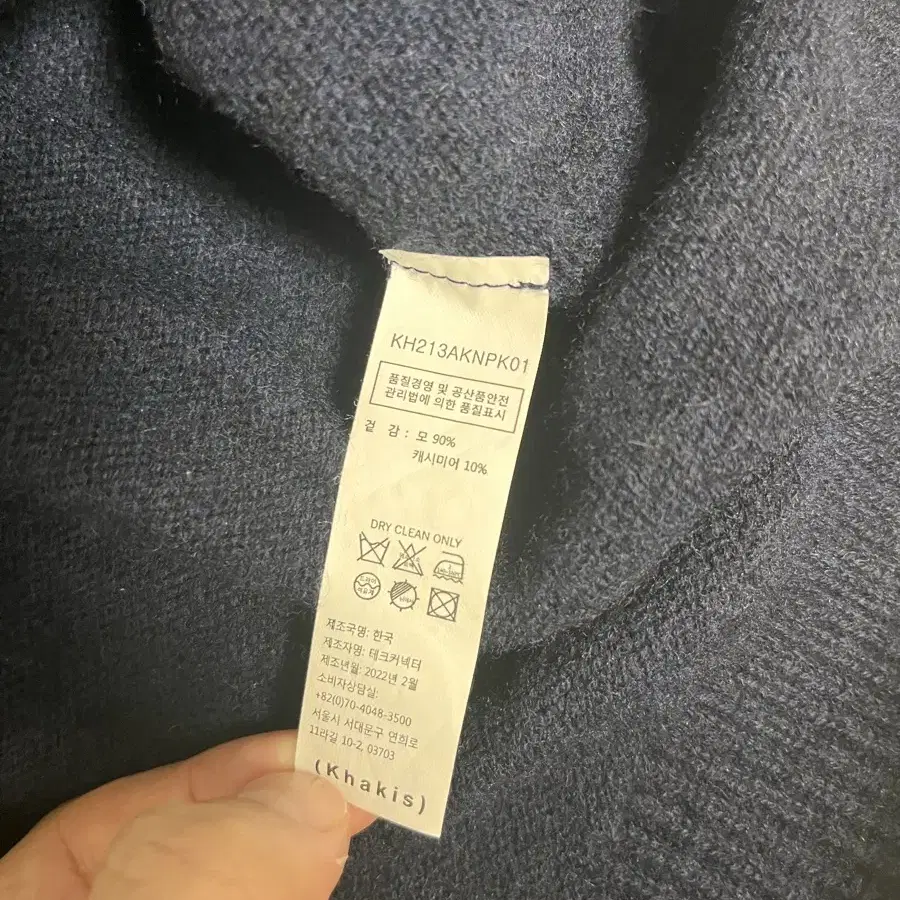 KH213AKNPK01
품질경영 및 공산품안전
관리법에 의한 품질표시
겉 감 : 모 90%
캐시미어 10%
DRY CLEAN ONLY
드라이
제조국명: 한국
제조자명: 테크커넥터
제조년월: 2022년 2월
소비자상담실:
+82(0)70-4048-3500
서울시 서대문구 연희로
11라길 10-2, 03703
(Khakis)